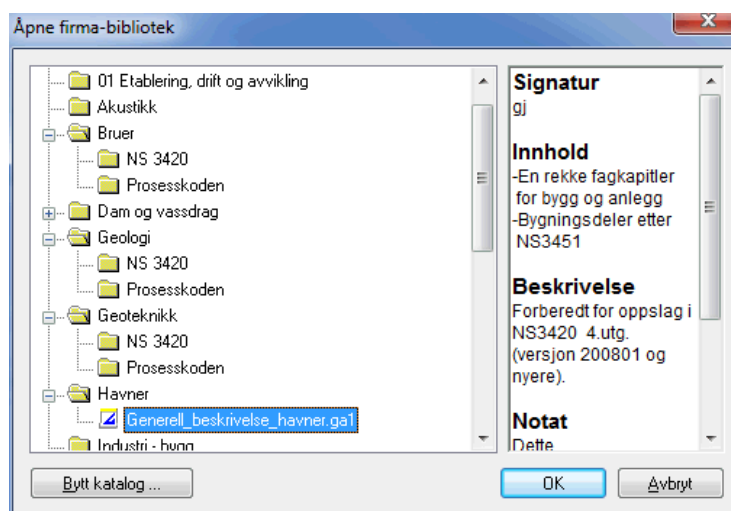 Åpne firma-bibliotek
01 Etablering, drift og avvikling
Akustikk
Bruer
NS 3420
Prosesskoden
Dam og vassdrag
Geologi
NS 3420
Prosesskoden
Geoteknikk
NS 3420
Prosesskoden
Havner
Generell_beskrivelse_havner.ga1
Industri - bygg
Signatur
gj
Innhold
-En rekke fagkapitler
for bygg og anlegg
-Bygningsdeler etter
NS3451
Beskrivelse
Forberedt for oppslag i
NS3420 4.utg.
(versjon 200801 og
nyere).
Notat
Dette
Bytt katalog ...
OK
Avbryt